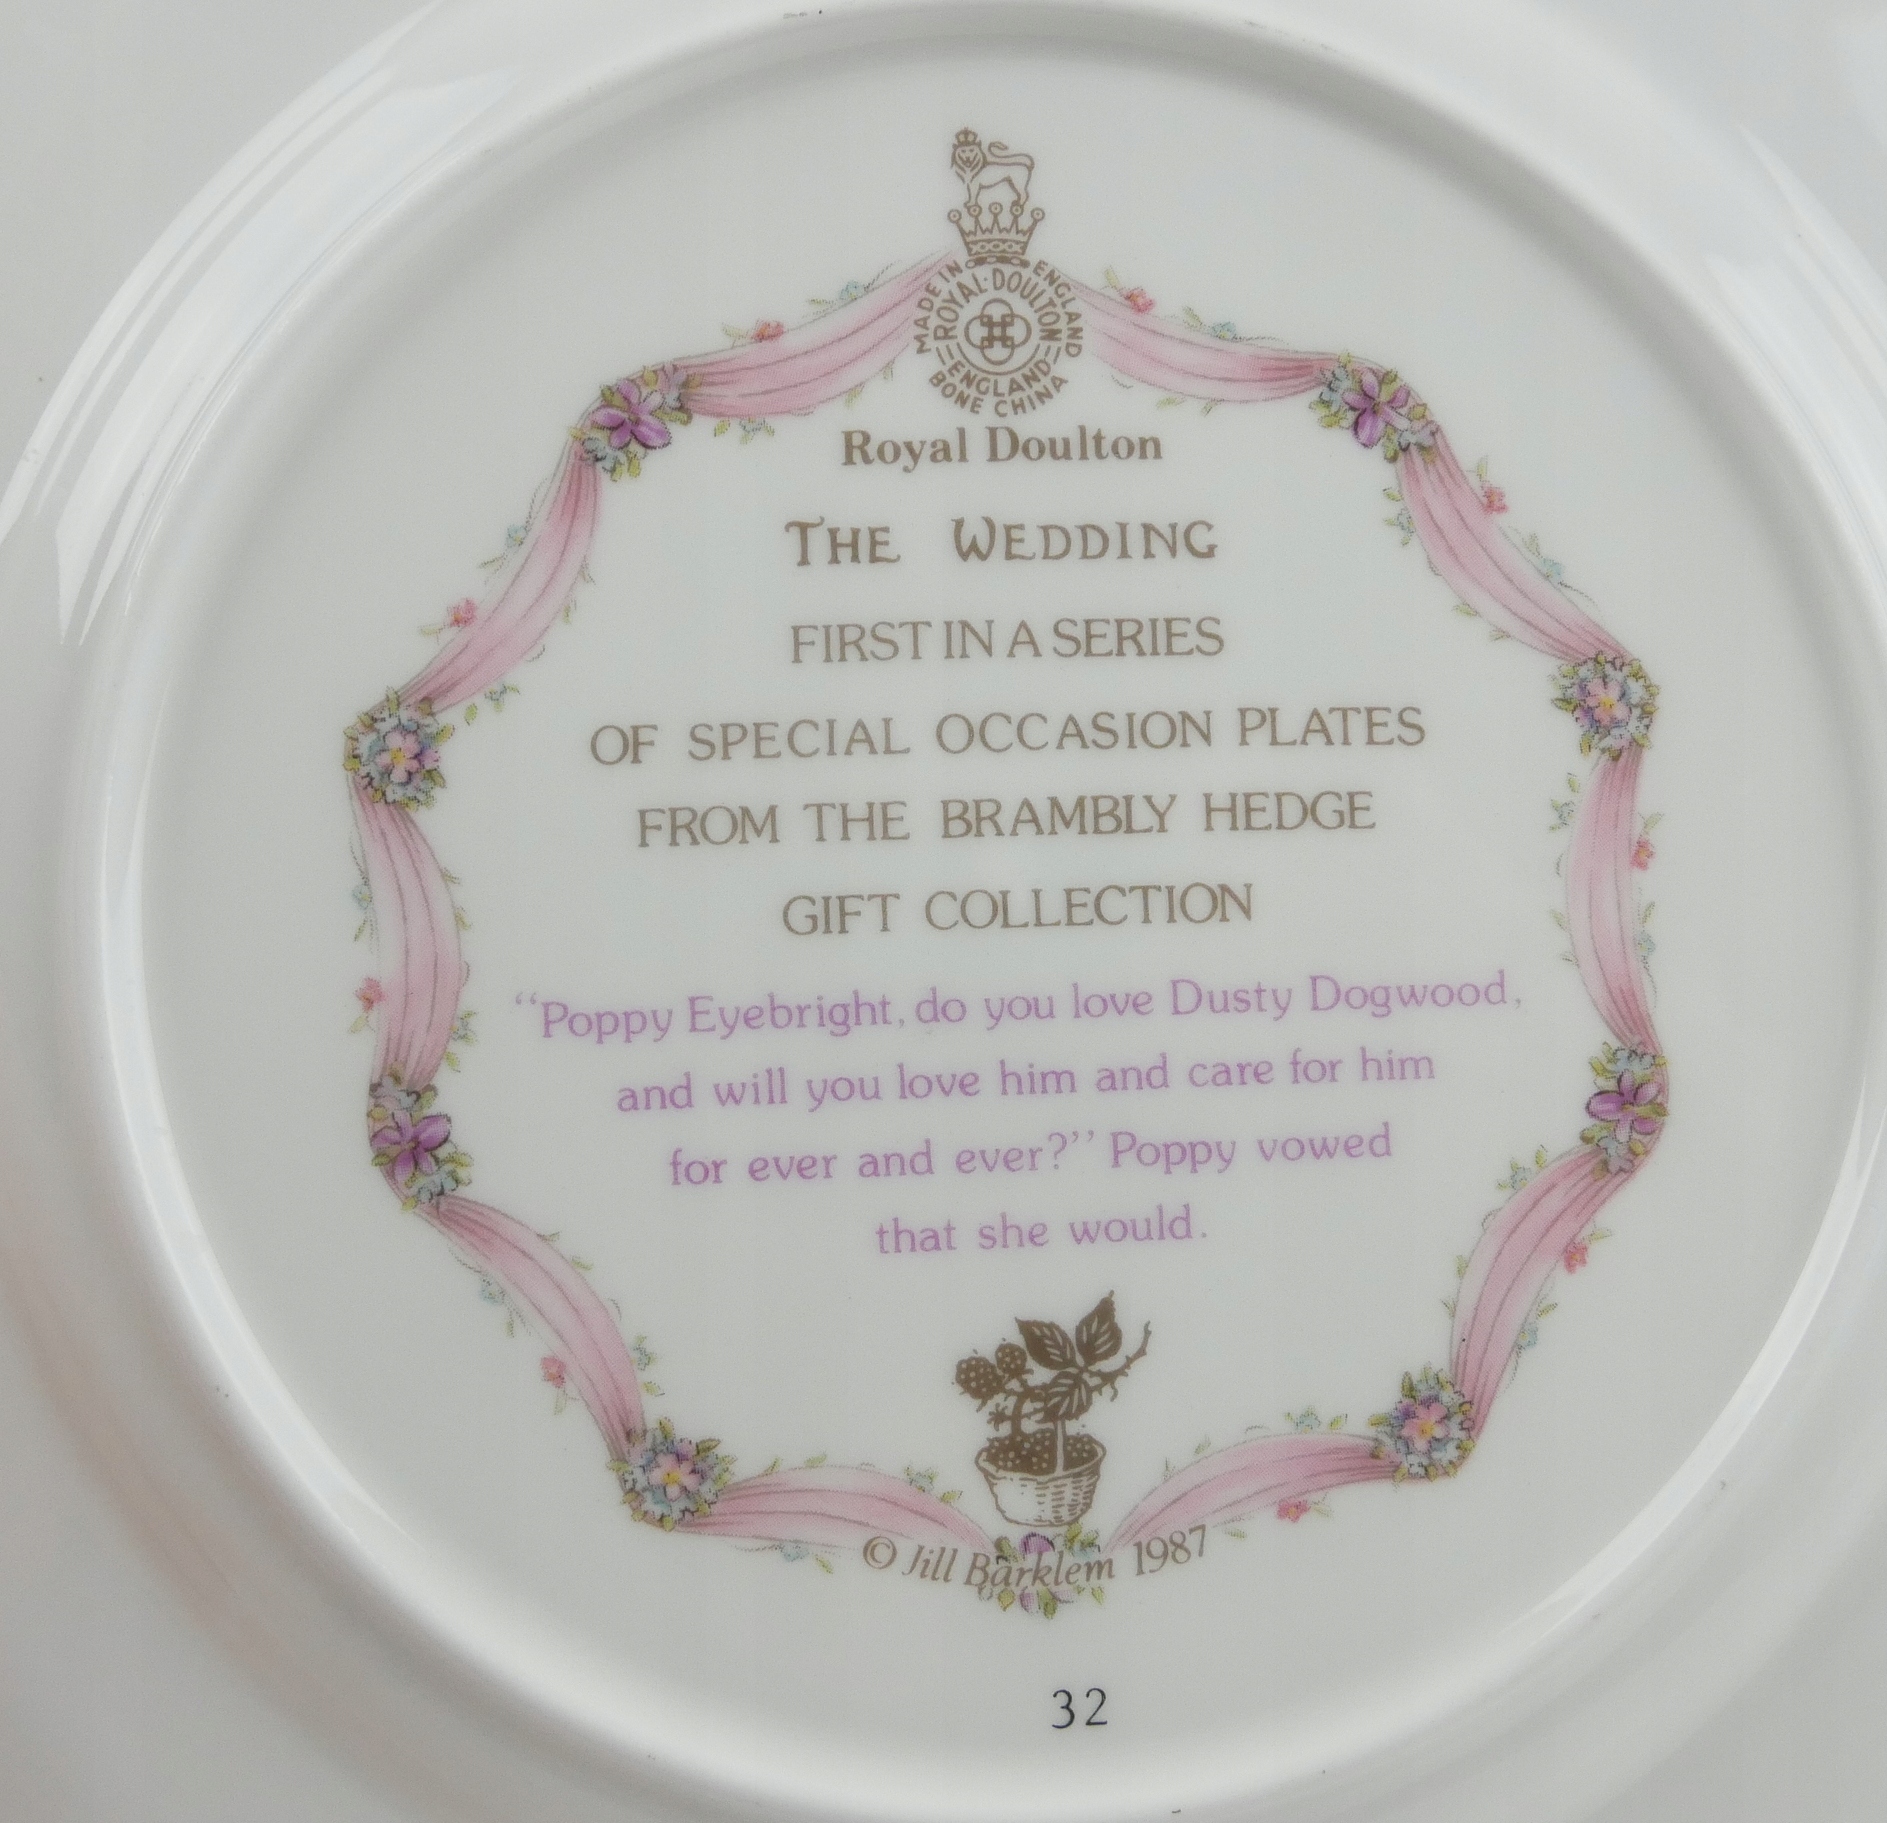 MADE IN ENGLAND
ROYAL·DOULTON
ENGLAND
BONE CHINA
Royal Doulton
THE WEDDING
FIRST IN A SERIES
OF SPECIAL OCCASION PLATES
FROM THE BRAMBLY HEDGE
GIFT COLLECTION
“Poppy Eyebright, do you love Dusty Dogwood,
and will you love him and care for him
for ever and ever?” Poppy vowed
that she would.
© Jill Barklem 1987
32